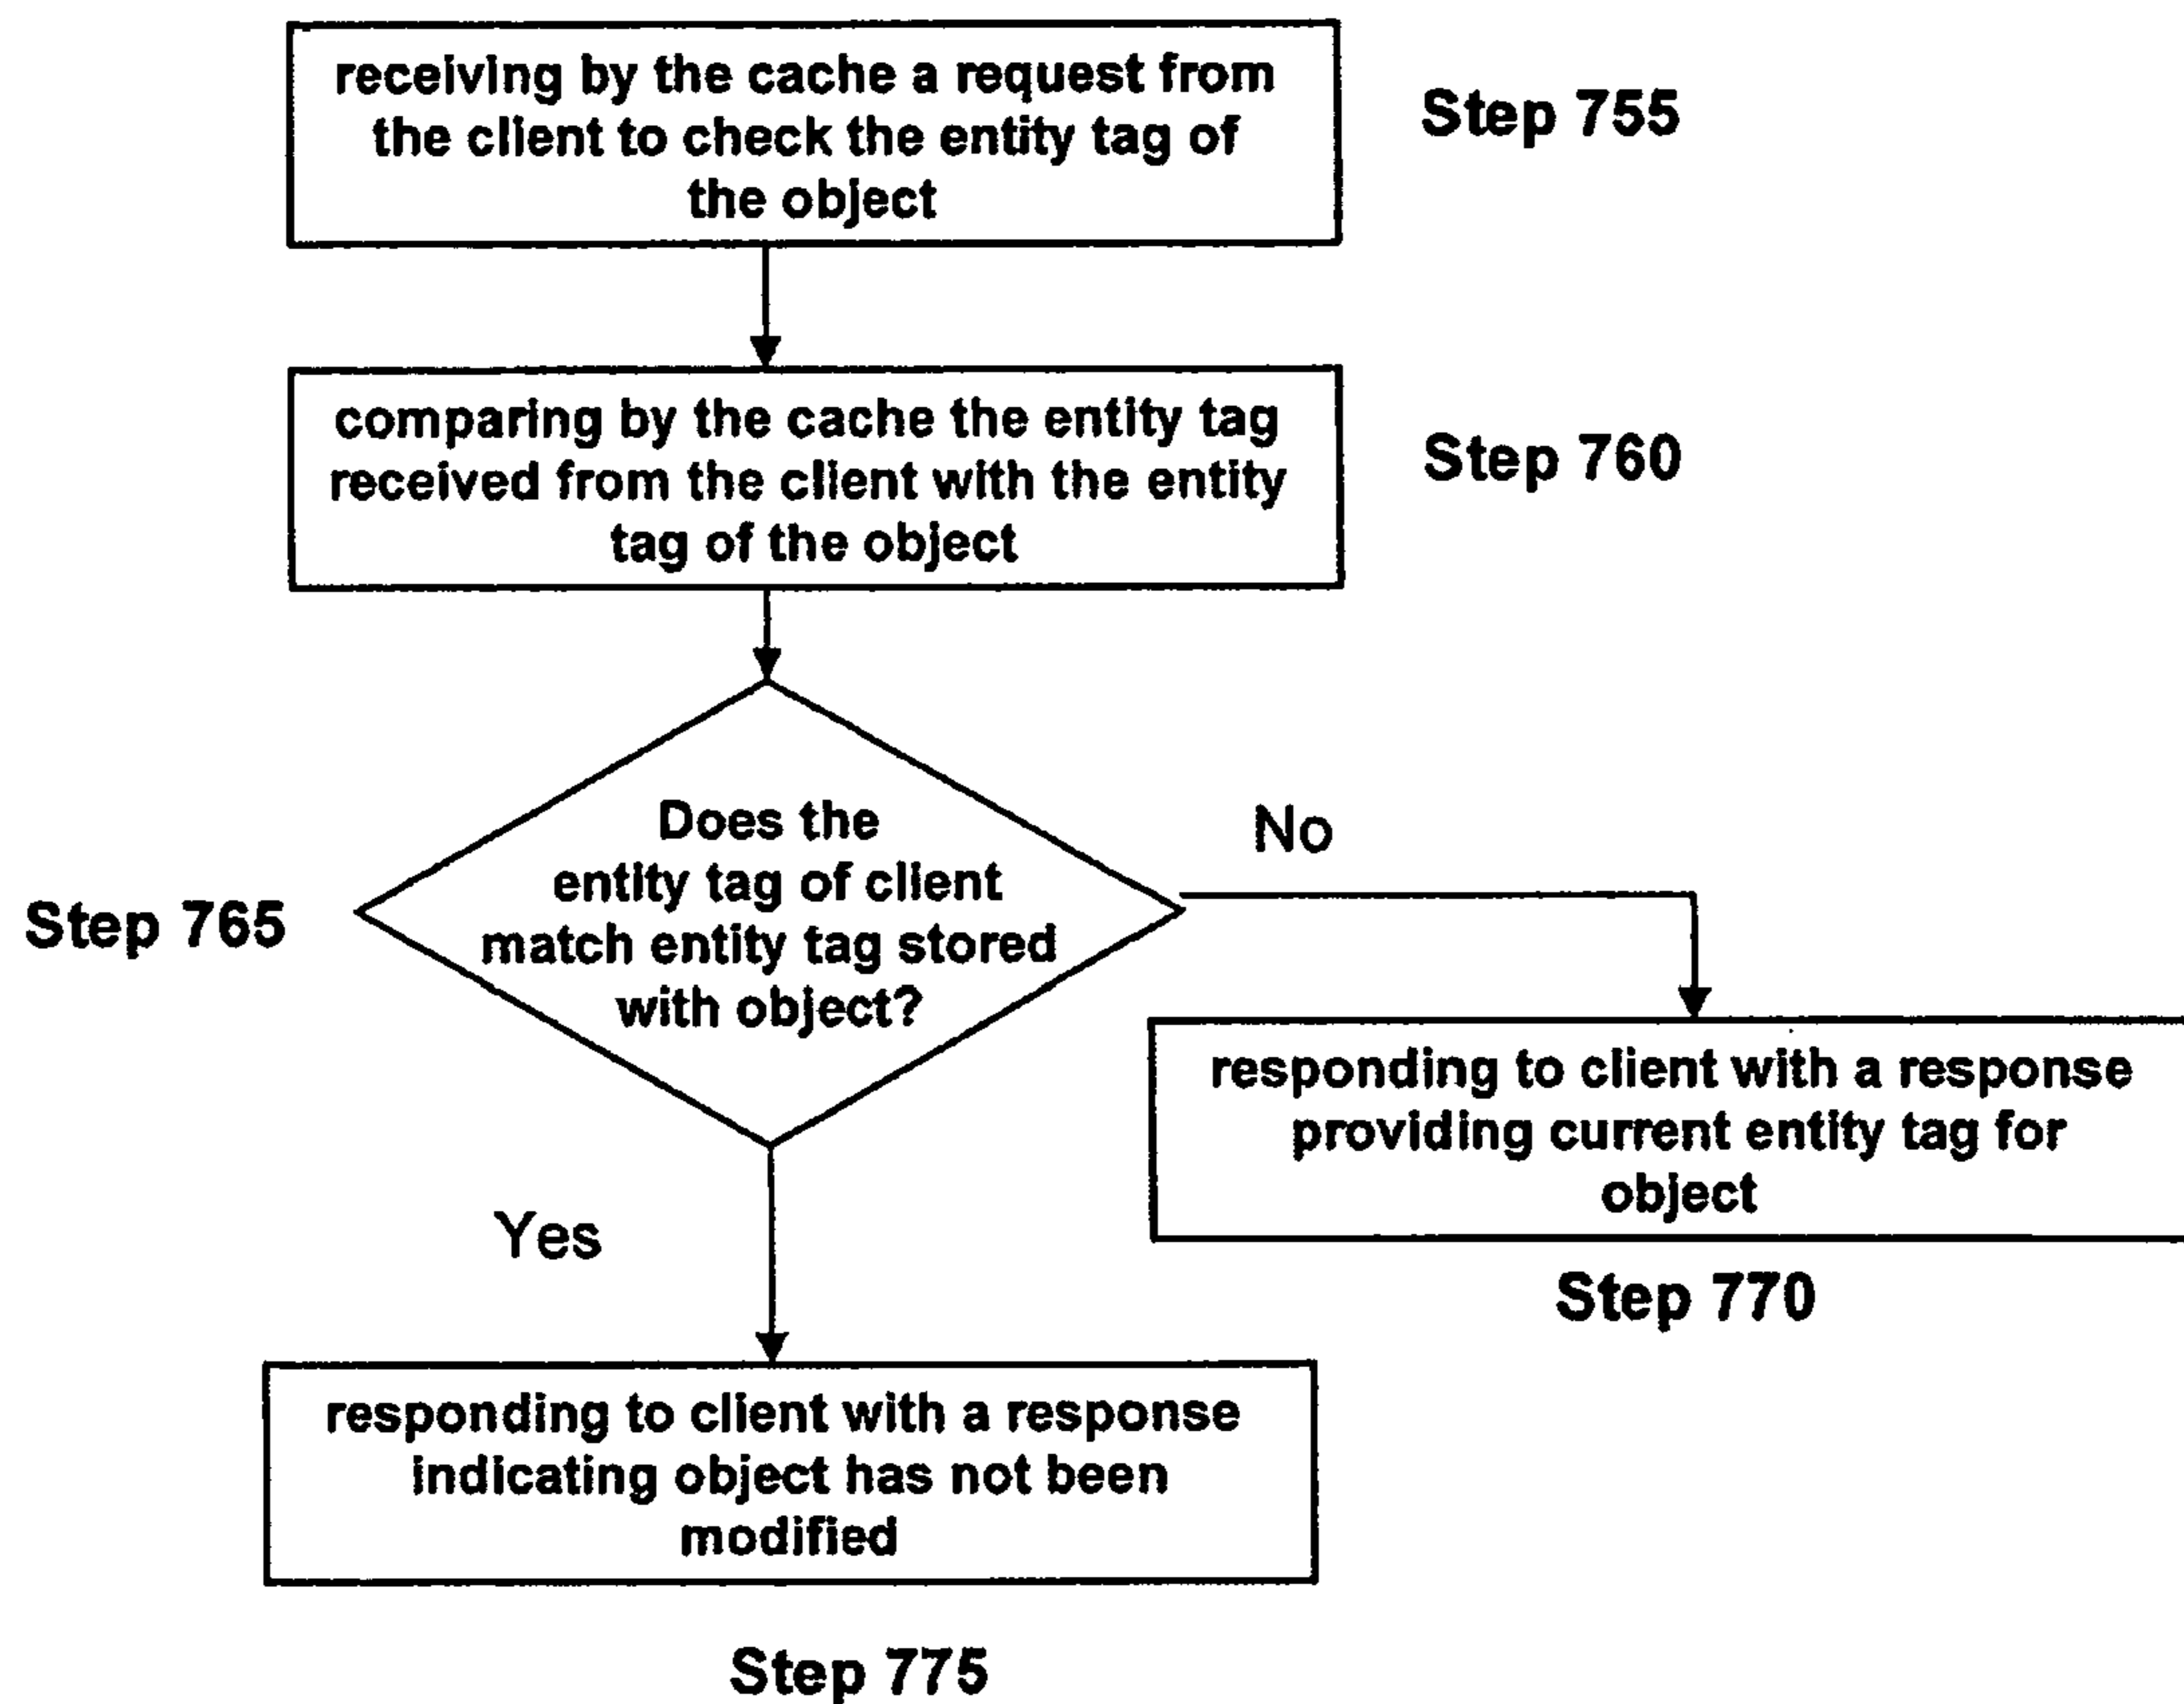 receiving by the cache a request from
the client to check the entity tag of
the object
Step 755
comparing by the cache the entity tag
received from the client with the entity
tag of the object
Step 760
Does the
entity tag of client
match entity tag stored
with object?
Step 765
No
responding to client with a response
providing current entity tag for
object
Step 770
Yes
responding to client with a response
indicating object has not been
modified
Step 775